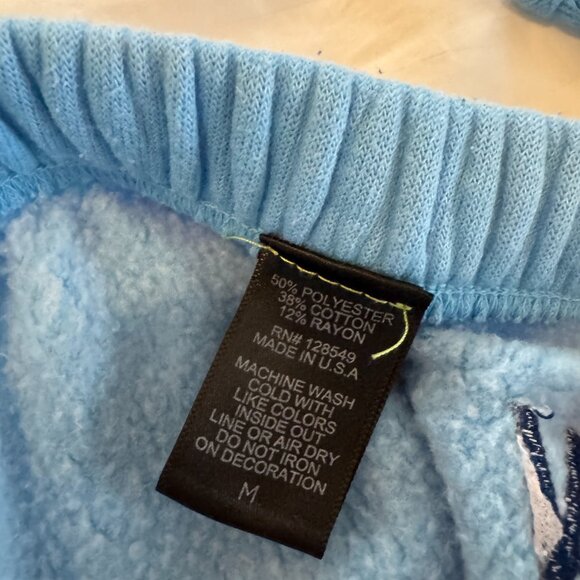 50% POLYESTER
38% COTTON
12% RAYON
RN# 128549
MADE IN U.S.A
MACHINE WASH
COLD WITH
LIKE COLORS
INSIDE OUT
LINE OR AIR DRY
DO NOT IRON
ON DECORATION
M